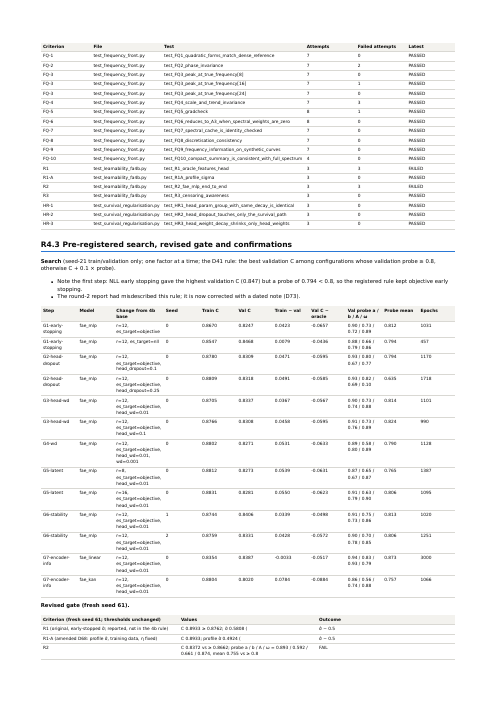 Criterion File Test Attempts Failed attempts Latest
FQ-1 test_frequency_front.py test_FQ1_quadratic_forms_match_dense_reference 7 0 PASSED
FQ-2 test_frequency_front.py test_FQ2_phase_invariance 7 2 PASSED
FQ-3 test_frequency_front.py test_FQ3_peak_at_true_frequency[8] 7 0 PASSED
FQ-3 test_frequency_front.py test_FQ3_peak_at_true_frequency[16] 7 1 PASSED
FQ-3 test_frequency_front.py test_FQ3_peak_at_true_frequency[24] 7 0 PASSED
FQ-4 test_frequency_front.py test_FQ4_scale_and_trend_invariance 7 3 PASSED
FQ-5 test_frequency_front.py test_FQ5_gradcheck 8 1 PASSED
FQ-6 test_frequency_front.py test_FQ6_reduces_to_A3_when_spectral_weights_are_zero 8 0 PASSED
FQ-7 test_frequency_front.py test_FQ7_spectral_cache_is_identity_checked 7 0 PASSED
FQ-8 test_frequency_front.py test_FQ8_discretisation_consistency 7 0 PASSED
FQ-9 test_frequency_front.py test_FQ9_frequency_information_on_synthetic_curves 7 0 PASSED
FQ-10 test_frequency_front.py test_FQ10_compact_summary_is_consistent_with_full_spectrum 4 0 PASSED
R1 test_learnability_fa4b.py test_R1_oracle_features_head 3 3 FAILED
R1-A test_learnability_fa4b.py test_R1A_profile_sigma 3 0 PASSED
R2 test_learnability_fa4b.py test_R2_fae_mlp_end_to_end 3 3 FAILED
R3 test_learnability_fa4b.py test_R3_censoring_awareness 3 0 PASSED
HR-1 test_survival_regularisation.py test_HR1_head_param_group_with_same_decay_is_identical 3 0 PASSED
HR-2 test_survival_regularisation.py test_HR2_head_dropout_touches_only_the_survival_path 3 0 PASSED
HR-3 test_survival_regularisation.py test_HR3_head_weight_decay_shrinks_only_head_weights 3 0 PASSED
R4.3 Pre-registered search, revised gate and confirmations
Search (seed-21 train/validation only; one factor at a time; the D41 rule: the best validation C among configurations whose validation probe ≥ 0.8,
otherwise C + 0.1 × probe).
• Note the first step: NLL early stopping gave the highest validation C (0.847) but a probe of 0.794 < 0.8, so the registered rule kept objective early
stopping.
• The round-2 report had misdescribed this rule; it is now corrected with a dated note (D73).
Step Model Change from 4b base Seed Train C Val C Train − val Val C − oracle Val probe a / b / A / ω Probe mean Epochs
G1-early-stopping fae_mlp r=12, es_target=objective 0 0.8670 0.8247 0.0423 -0.0657 0.90 / 0.73 / 0.72 / 0.89 0.812 1031
G1-early-stopping fae_mlp r=12, es_target=nll 0 0.8547 0.8468 0.0079 -0.0436 0.88 / 0.66 / 0.79 / 0.86 0.794 457
G2-head-dropout fae_mlp r=12, es_target=objective, head_dropout=0.1 0 0.8780 0.8309 0.0471 -0.0595 0.93 / 0.80 / 0.67 / 0.77 0.794 1170
G2-head-dropout fae_mlp r=12, es_target=objective, head_dropout=0.25 0 0.8809 0.8318 0.0491 -0.0585 0.93 / 0.82 / 0.69 / 0.10 0.635 1718
G3-head-wd fae_mlp r=12, es_target=objective, head_wd=0.01 0 0.8705 0.8337 0.0367 -0.0567 0.90 / 0.73 / 0.74 / 0.88 0.814 1101
G3-head-wd fae_mlp r=12, es_target=objective, head_wd=0.1 0 0.8766 0.8308 0.0458 -0.0595 0.91 / 0.73 / 0.76 / 0.89 0.824 990
G4-wd fae_mlp r=12, es_target=objective, head_wd=0.01, wd=0.001 0 0.8802 0.8271 0.0531 -0.0633 0.89 / 0.58 / 0.80 / 0.89 0.790 1128
G5-latent fae_mlp r=8, es_target=objective, head_wd=0.01 0 0.8812 0.8273 0.0539 -0.0631 0.87 / 0.65 / 0.67 / 0.87 0.765 1387
G5-latent fae_mlp r=16, es_target=objective, head_wd=0.01 0 0.8831 0.8281 0.0550 -0.0623 0.91 / 0.63 / 0.79 / 0.90 0.806 1095
G6-stability fae_mlp r=12, es_target=objective, head_wd=0.01 1 0.8744 0.8406 0.0339 -0.0498 0.91 / 0.75 / 0.73 / 0.86 0.813 1020
G6-stability fae_mlp r=12, es_target=objective, head_wd=0.01 2 0.8759 0.8331 0.0428 -0.0572 0.90 / 0.70 / 0.78 / 0.85 0.806 1251
G7-encoder-info fae_linear r=12, es_target=objective, head_wd=0.01 0 0.8354 0.8387 -0.0033 -0.0517 0.94 / 0.83 / 0.93 / 0.79 0.873 3000
G7-encoder-info fae_kan r=12, es_target=objective, head_wd=0.01 0 0.8804 0.8020 0.0784 -0.0884 0.86 / 0.56 / 0.74 / 0.88 0.757 1066
Revised gate (fresh seed 61).
Criterion (fresh seed 61; thresholds unchanged) Values Outcome
R1 (original, early-stopped σ̂; reported, not in the 4b rule) C 0.8933 ≥ 0.8762; σ̂ 0.5808 ( σ̂ − 0.5
R1-A (amended D68: profile σ̂, training data, η fixed) C 0.8933; profile σ̂ 0.4924 ( σ̂ − 0.5
R2 C 0.8372 vs ≥ 0.8662; probe a / b / A / ω = 0.893 / 0.592 / 0.661 / 0.874, mean 0.755 vs ≥ 0.8 FAIL